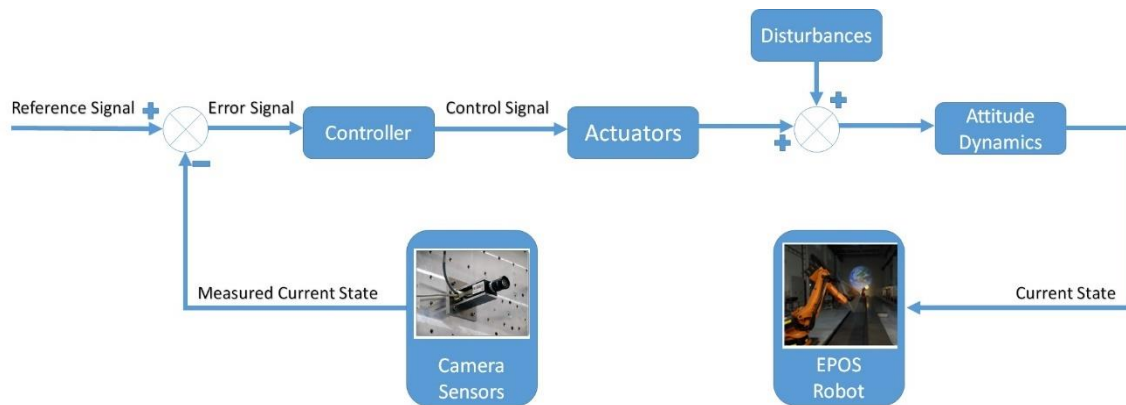 Disturbances
Reference Signal
Error Signal
Controller
Control Signal
Actuators
Attitude
Dynamics
Measured Current State
Camera
Sensors
EPOS
Robot
Current State